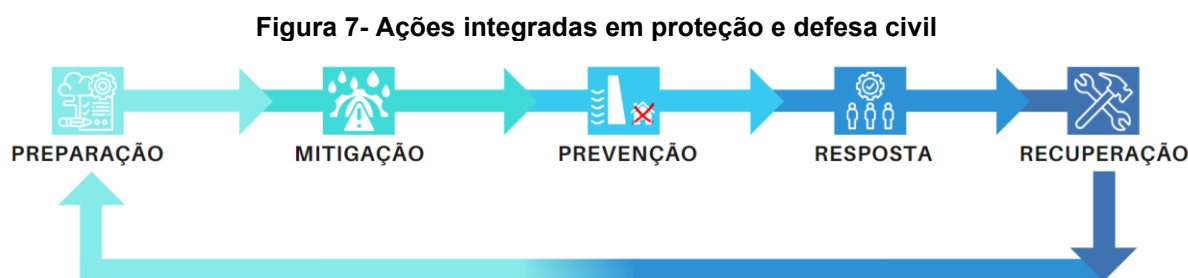 Figura 7- Ações integradas em proteção e defesa civil
PREPARAÇÃO
MITIGAÇÃO
PREVENÇÃO
RESPOSTA
RECUPERAÇÃO